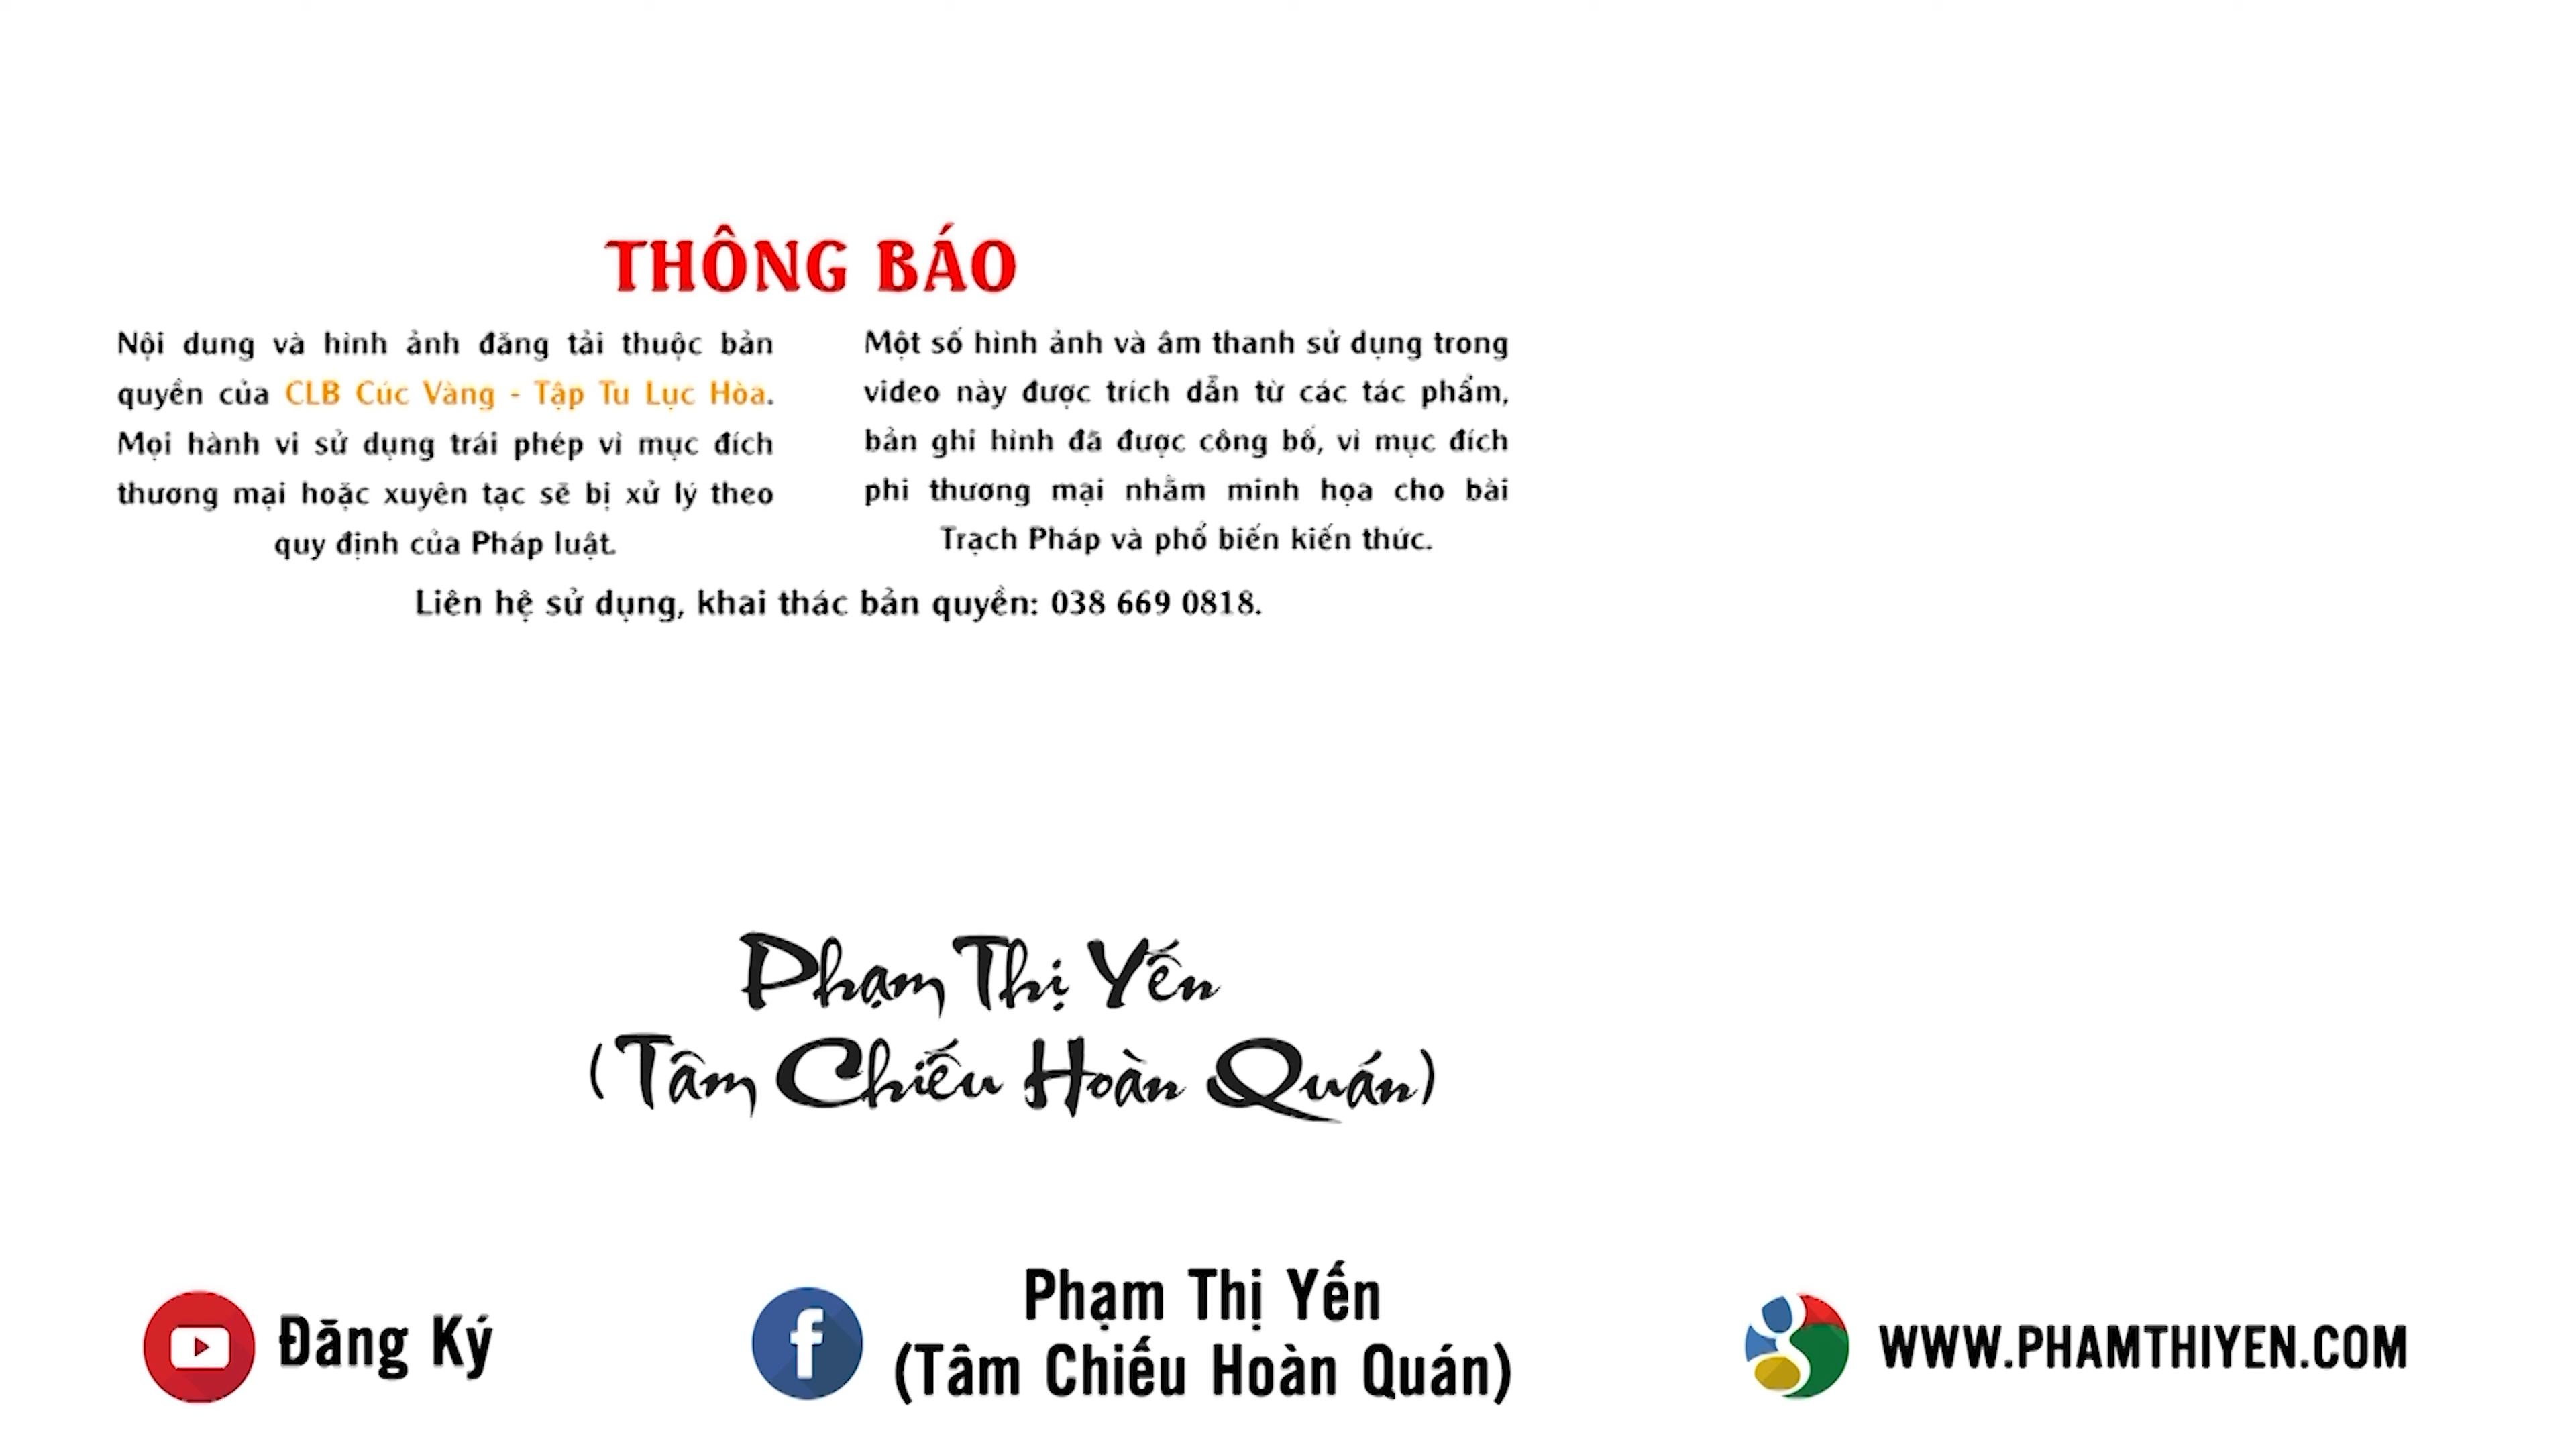 THÔNG BÁO
Nội dung và hình ảnh đăng tải thuộc bản
quyền của CLB Cúc Vàng - Tập Tu Lục Hòa.
Mọi hành vi sử dụng trái phép vì mục đích
thương mại hoặc xuyên tạc sẽ bị xử lý theo
quy định của Pháp luật.
Một số hình ảnh và âm thanh sử dụng trong
video này được trích dẫn từ các tác phẩm,
bản ghi hình đã được công bố, vì mục đích
phi thương mại nhằm minh họa cho bài
Trạch Pháp và phổ biến kiến thức.
Liên hệ sử dụng, khai thác bản quyền: 038 669 0818.
Phạm Thị Yến
(Tâm Chiếu Hoàn Quán)
Đăng Ký
Phạm Thị Yến
(Tâm Chiếu Hoàn Quán)
WWW.PHAMTHIYEN.COM